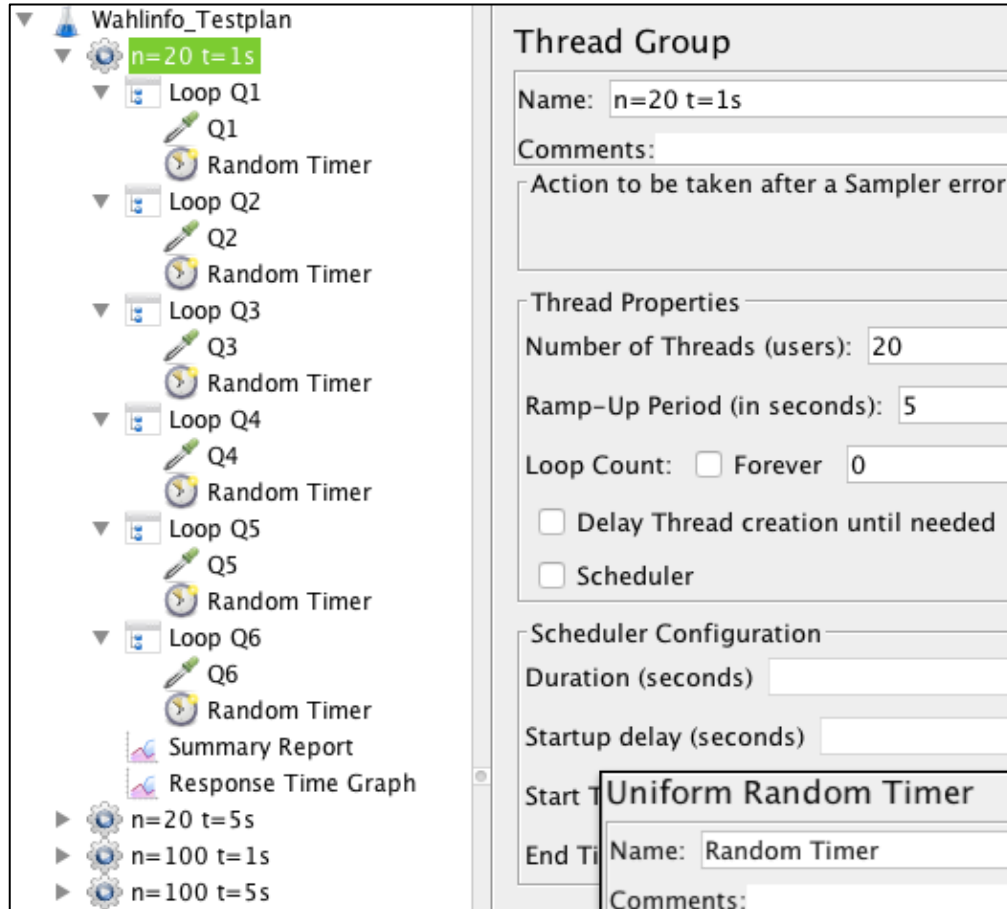 Wahlinfo_Testplan
n=20 t=1s
Loop Q1
Q1
Random Timer
Loop Q2
Q2
Random Timer
Loop Q3
Q3
Random Timer
Loop Q4
Q4
Random Timer
Loop Q5
Q5
Random Timer
Loop Q6
Q6
Random Timer
Summary Report
Response Time Graph
n=20 t=5s
n=100 t=1s
n=100 t=5s
Thread Group
Name: n=20 t=1s
Comments:
Action to be taken after a Sampler error
Thread Properties
Number of Threads (users): 20
Ramp-Up Period (in seconds): 5
Loop Count: Forever 0
Delay Thread creation until needed
Scheduler
Scheduler Configuration
Duration (seconds)
Startup delay (seconds)
Start T
End Ti
Uniform Random Timer
Name: Random Timer
Comments: